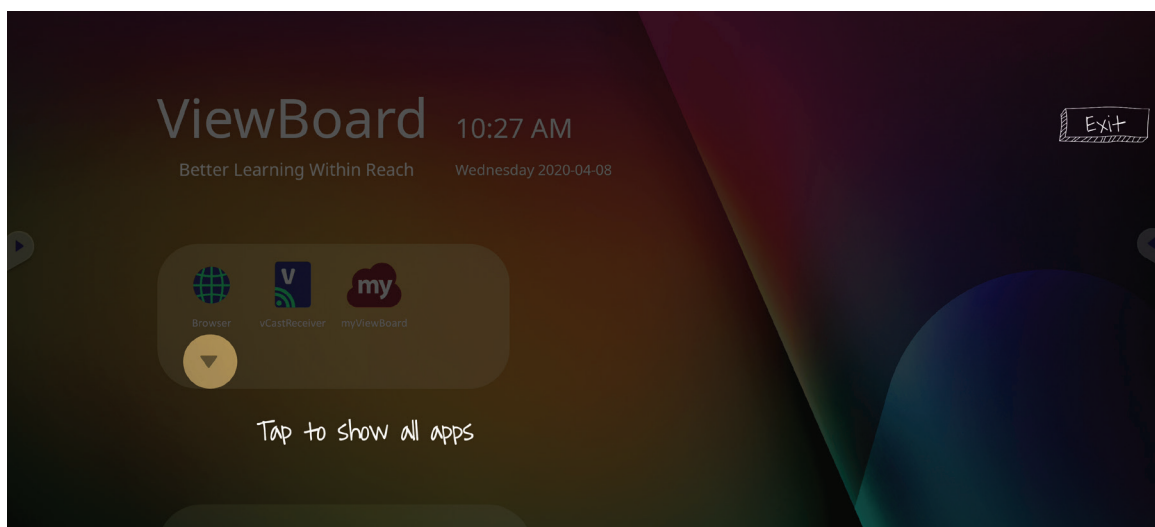 ViewBoard 10:27 AM
Better Learning Within Reach Wednesday 2020-04-08
Exit
V
my
Browser vCastReceiver myViewBoard
Tap to show all apps